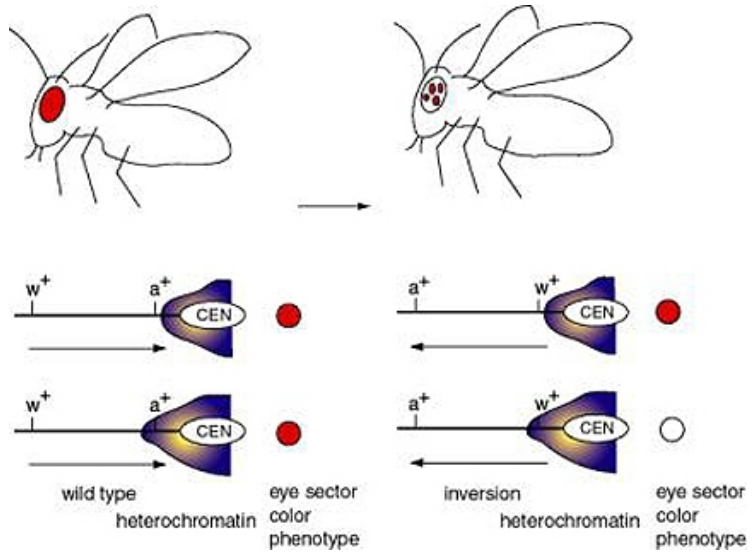 w+ a+ CEN
a+ w+ CEN
w+ a+ CEN
a+ w+ CEN
wild type
heterochromatin
eye sector
color
phenotype
inversion
heterochromatin
eye sector
color
phenotype